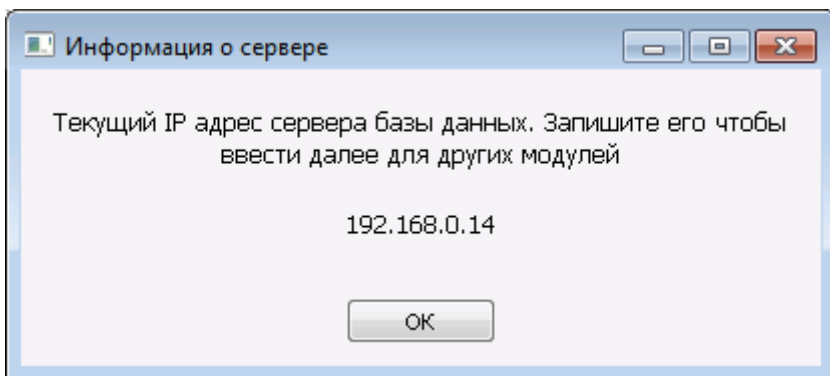 Информация о сервере
Текущий IP адрес сервера базы данных. Запишите его чтобы
ввести далее для других модулей
192.168.0.14
OK